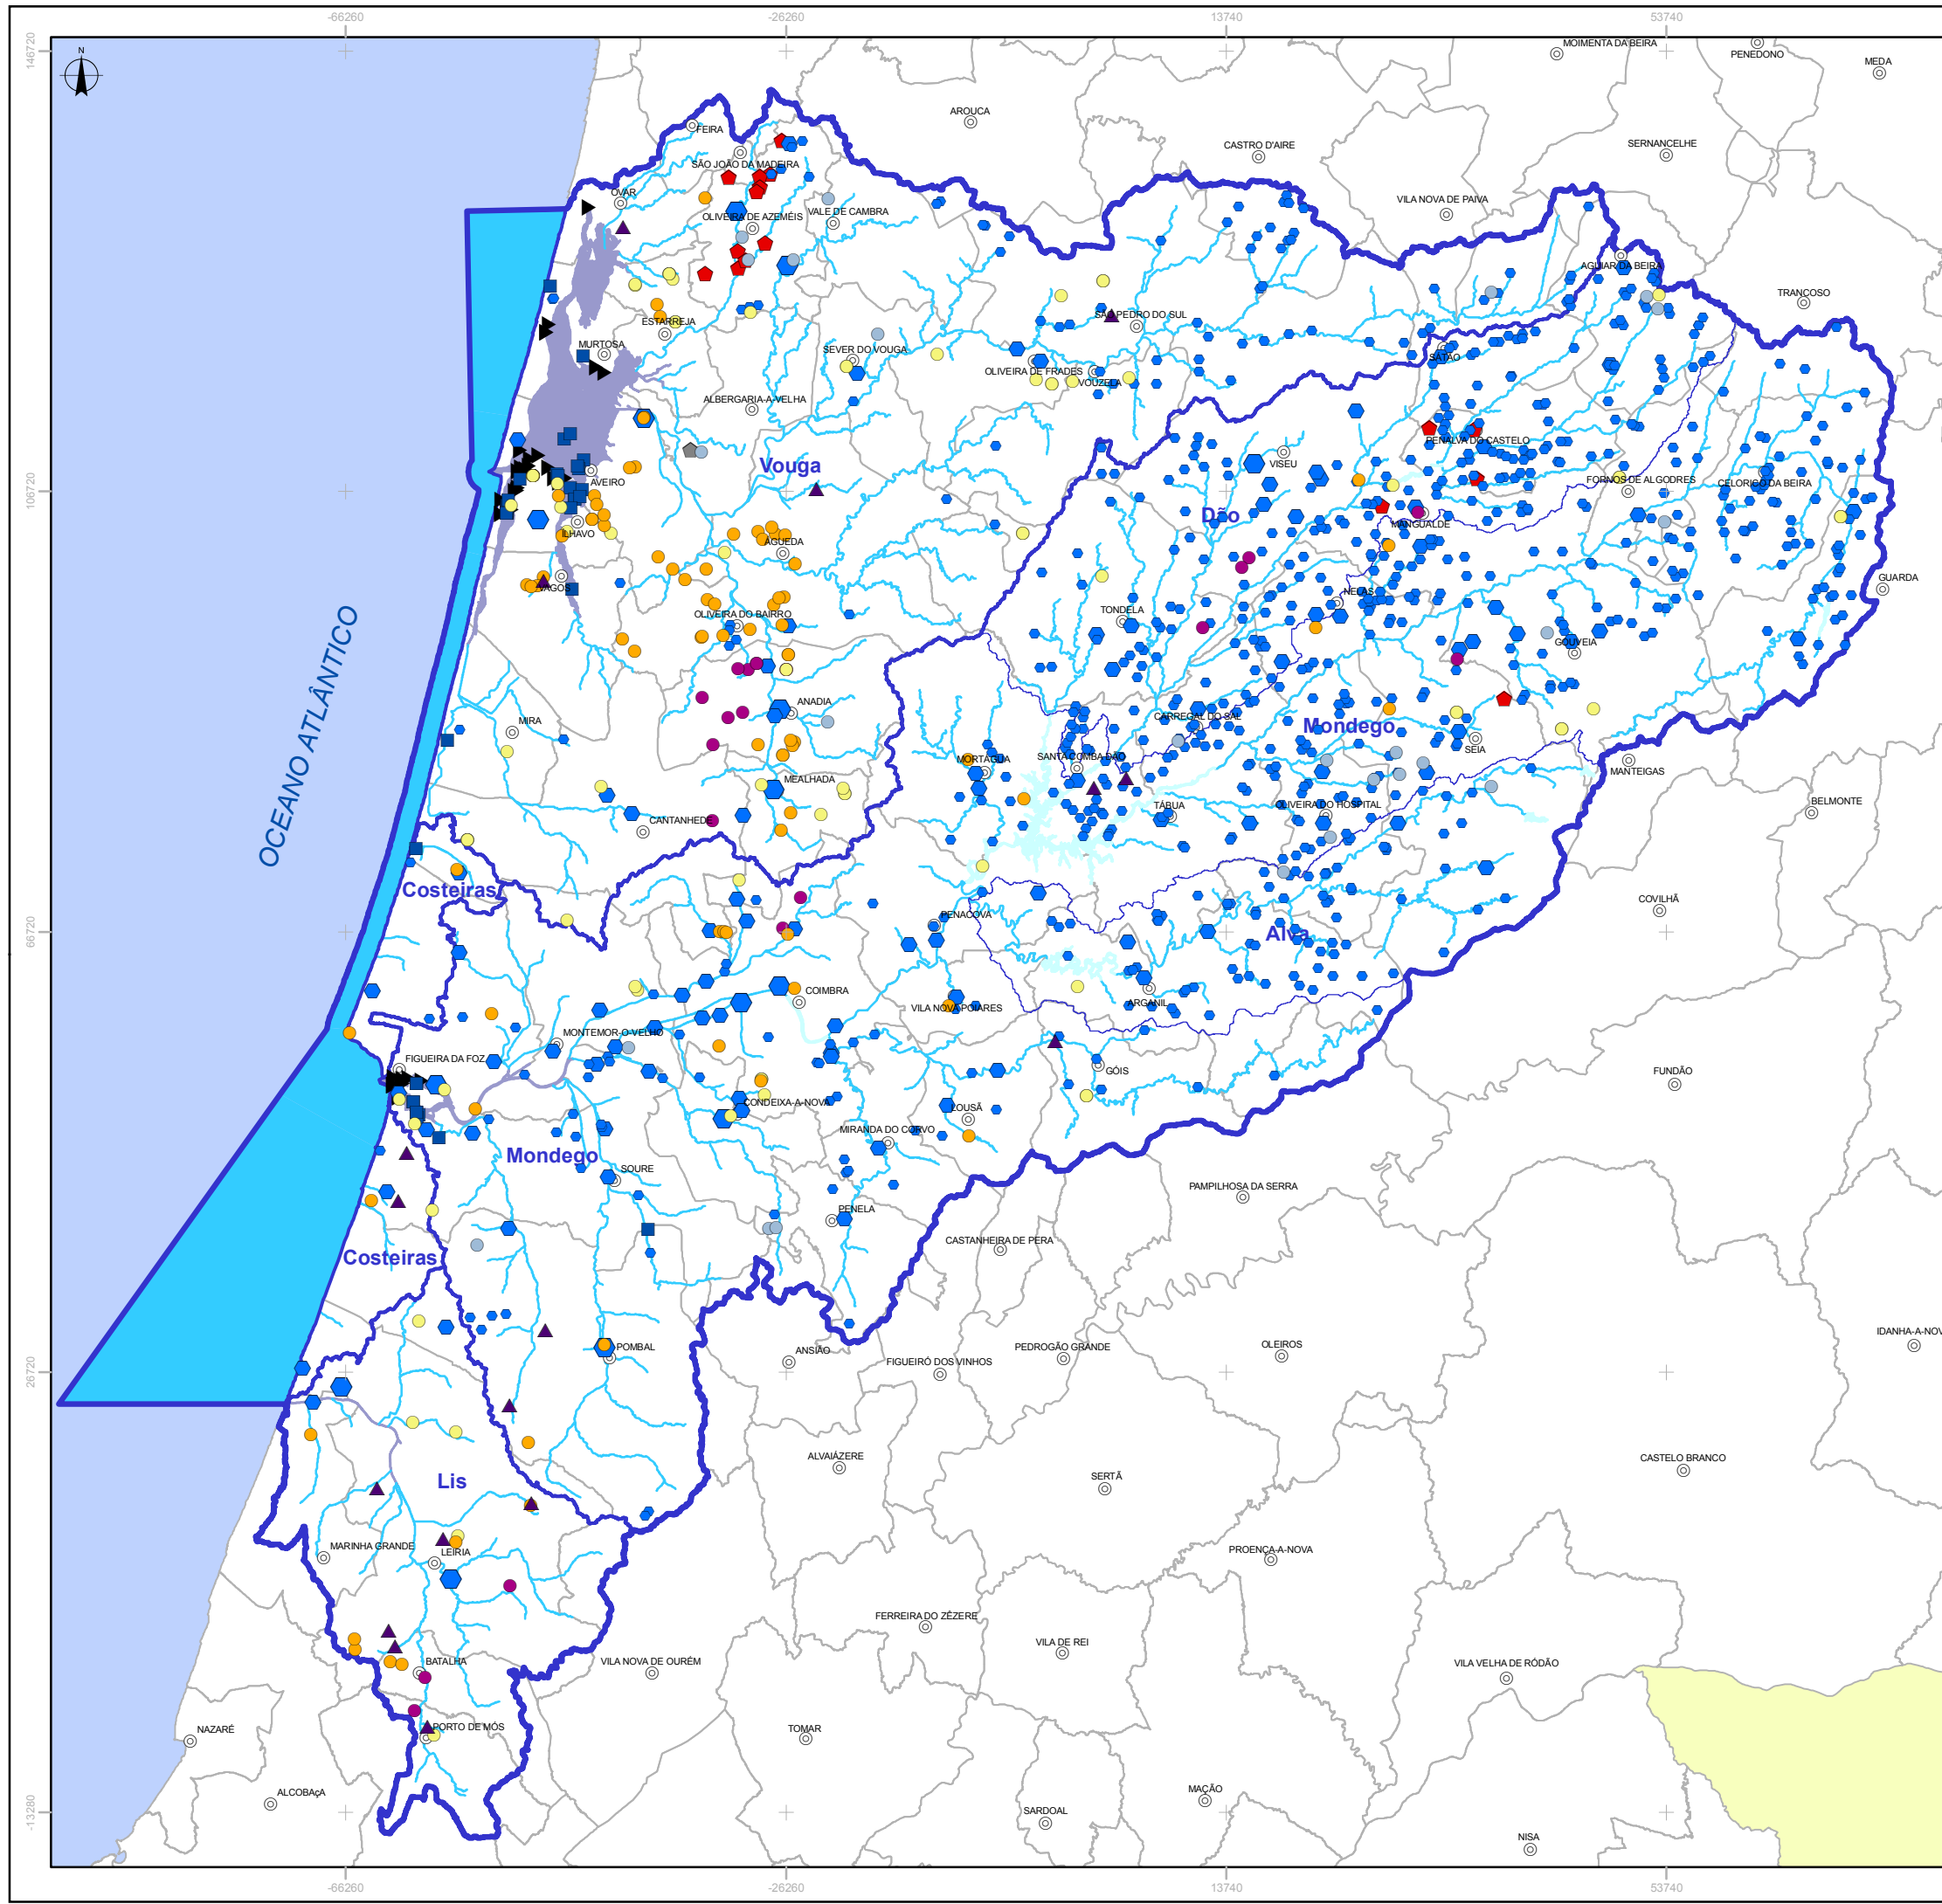 -66260
-26260
13740
53740
146720
N
MOIMENTA DA BEIRA
PENEDONO
MEDA
AROUCA
FEIRA
CASTRO D'AIRE
SERNANCELHE
SÃO JOÃO DA MADEIRA
OVAR
VILA NOVA DE PAIVA
OLIVEIRA DE AZEMÉIS
VALE DE CAMBRA
AGUIAR DA BEIRA
TRANCOSO
SÃO PEDRO DO SUL
ESTARREJA
MURTOSA
SEVER DO VOUGA
SÁTÃO
OLIVEIRA DE FRADES
VOUZELA
ALBERGARIA-A-VELHA
PENALVA DO CASTELO
Vouga
VISEU
106720
AVEIRO
FORNOS DE ALGODRES
CELORICO DA BEIRA
Dão
MANGUALDE
ILHAVO
ÁGUEDA
GUARDA
VAGOS
NELAS
TONDELA
OLIVEIRA DO BAIRRO
GOUVEIA
OCEANO ATLÂNTICO
ANADIA
MIRA
CARREGAL DO SAL
Mondego
SEIA
MORTÁGUA
SANTA COMBA DÃO
MANTEIGAS
MEALHADA
TÁBUA
OLIVEIRA DO HOSPITAL
BELMONTE
CANTANHEDE
Costeiras
COVILHÃ
PENACOVA
66720
Alva
COIMBRA
ARGANIL
VILA NOVA POIARES
MONTEMOR-O-VELHO
FIGUEIRA DA FOZ
GÓIS
FUNDÃO
CONDEIXA-A-NOVA
LOUSÃ
MIRANDA DO CORVO
Mondego
SOURE
PAMPILHOSA DA SERRA
PENELA
CASTANHEIRA DE PERA
Costeiras
IDANHA-A-NOV
POMBAL
ANSIÃO
PEDROGÃO GRANDE
OLEIROS
FIGUEIRÓ DOS VINHOS
26720
ALVAIÁZERE
CASTELO BRANCO
Lis
SERTÃ
MARINHA GRANDE
LEIRIA
PROENÇA-A-NOVA
FERREIRA DO ZÊZERE
VILA DE REI
BATALHA
VILA NOVA DE OURÉM
VILA VELHA DE RÓDÃO
NAZARÉ
PORTO DE MÓS
TOMAR
ALCOBAçA
MAÇÃO
SARDOAL
-13280
NISA
-66260
-26260
13740
53740